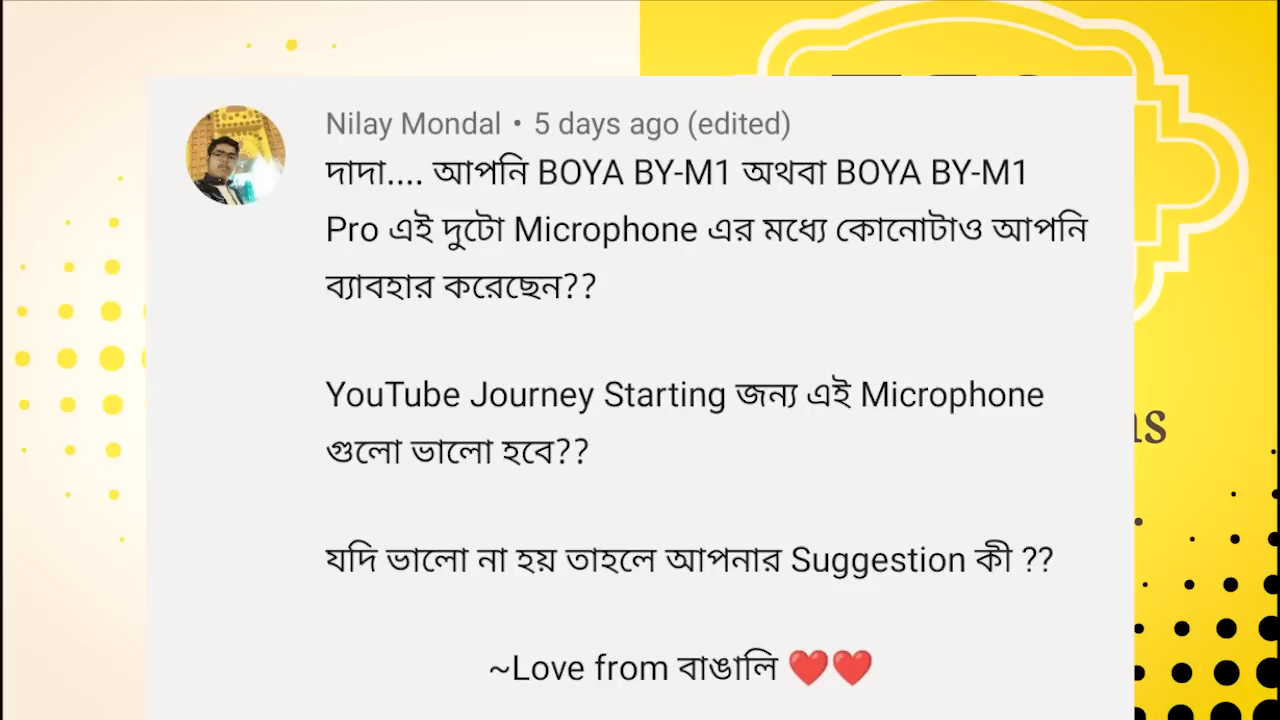 Nilay Mondal • 5 days ago (edited)
দাদা.... আপনি BOYA BY-M1 অথবা BOYA BY-M1
Pro এই দুটো Microphone এর মধ্যে কোনোটাও আপনি
ব্যাবহার করেছেন??
YouTube Journey Starting জন্য এই Microphone
গুলো ভালো হবে??
যদি ভালো না হয় তাহলে আপনার Suggestion কী ??
~Love from বাঙালি ❤️❤️